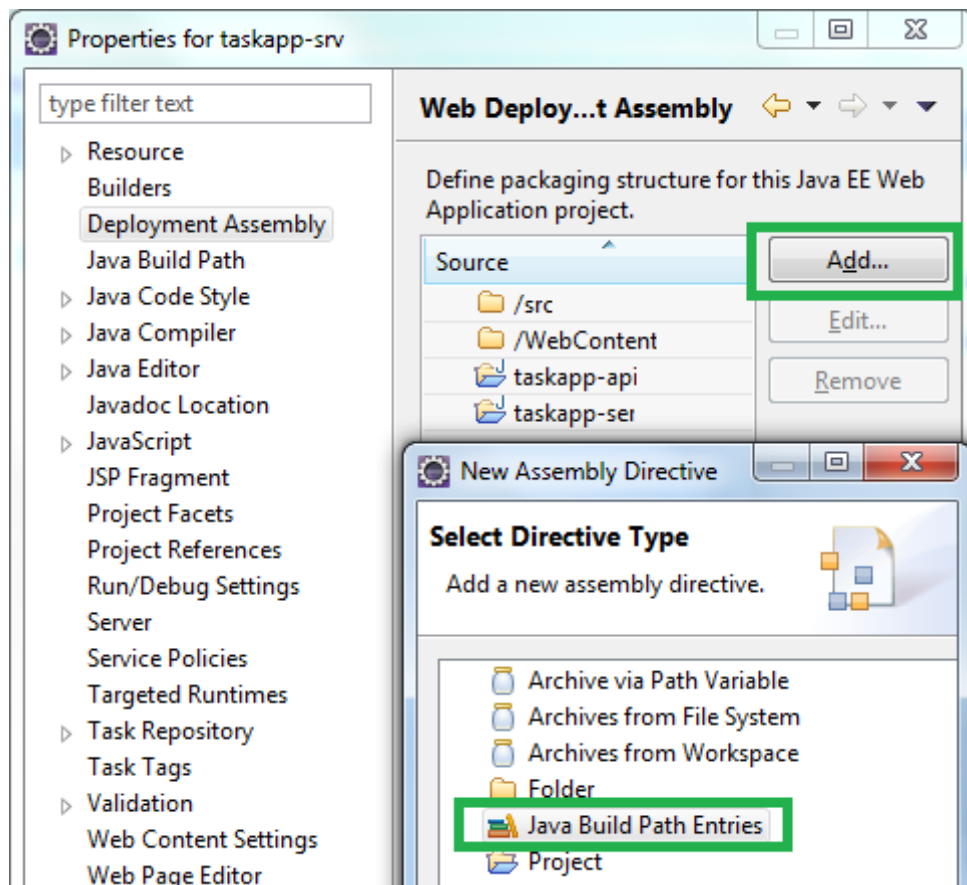 Properties for taskapp-srv
type filter text
Resource
Builders
Deployment Assembly
Java Build Path
Java Code Style
Java Compiler
Java Editor
Javadoc Location
JavaScript
JSP Fragment
Project Facets
Project References
Run/Debug Settings
Server
Service Policies
Targeted Runtimes
Task Repository
Task Tags
Validation
Web Content Settings
Web Page Editor
Web Deploy...t Assembly
Define packaging structure for this Java EE Web
Application project.
Source
/src
/WebContent
taskapp-api
taskapp-ser
Add...
Edit...
Remove
New Assembly Directive
Select Directive Type
Add a new assembly directive.
Archive via Path Variable
Archives from File System
Archives from Workspace
Folder
Java Build Path Entries
Project